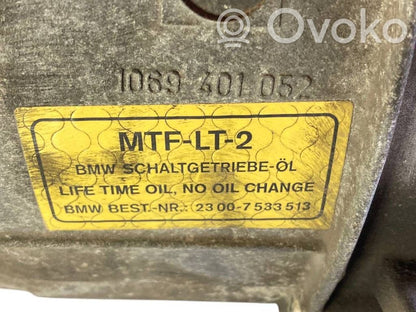 Ovoko
1069 401 052
MTF-LT-2
BMW SCHALTGETRIEBE-ÖL
LIFE TIME OIL, NO OIL CHANGE
BMW BEST.-NR.: 23 00-7 533 513